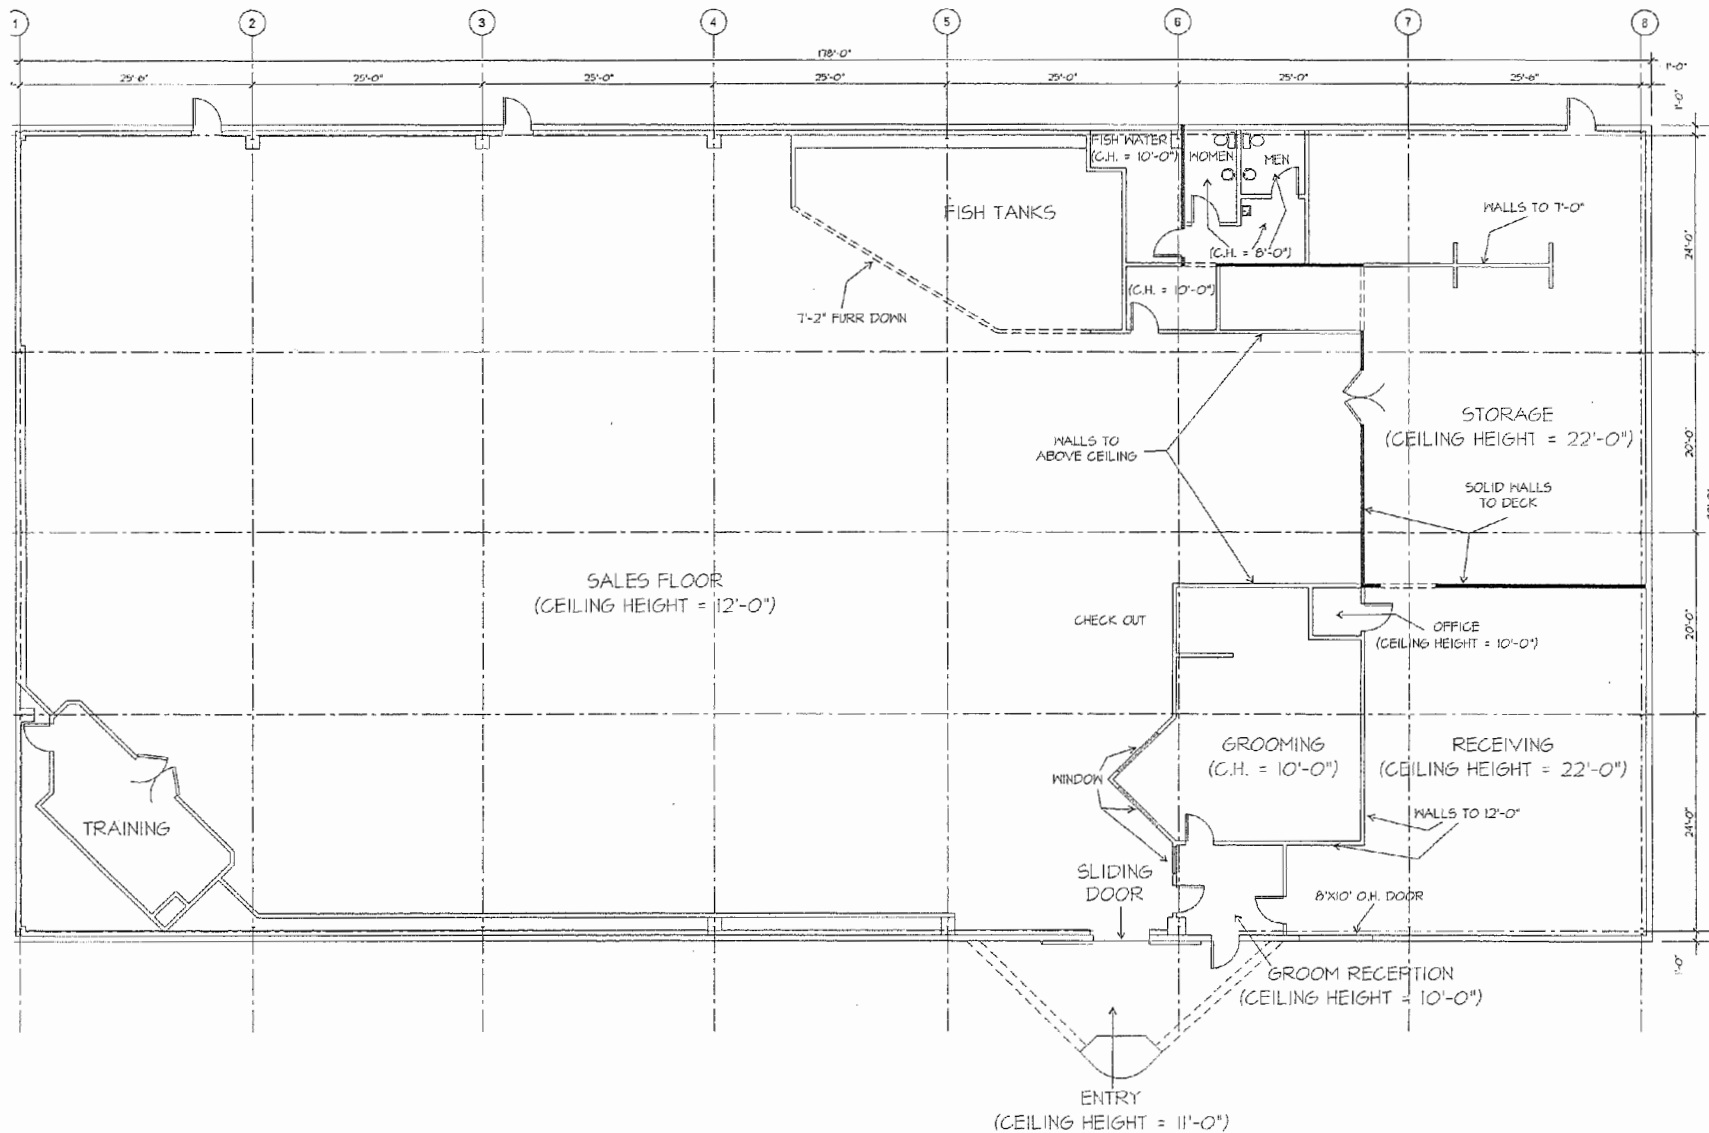 1 2 3 4 5 6 7 8
178'-0"
25'-6" 25'-0" 25'-0" 25'-0" 25'-0" 25'-0" 25'-6"
1'-0"
1'-0"
FISH WATER
(C.H. = 10'-0")
WOMEN
MEN
FISH TANKS
WALLS TO 7'-0"
24'-0"
(C.H. = 8'-0")
(C.H. = 10'-0")
7'-2" FURR DOWN
STORAGE
(CEILING HEIGHT = 22'-0")
WALLS TO
ABOVE CEILING
20'-0"
SOLID WALLS
TO DECK
SALES FLOOR
(CEILING HEIGHT = 12'-0")
CHECK OUT
OFFICE
(CEILING HEIGHT = 10'-0")
20'-0"
GROOMING
(C.H. = 10'-0")
RECEIVING
(CEILING HEIGHT = 22'-0")
WINDOW
WALLS TO 12'-0"
TRAINING
24'-0"
SLIDING
DOOR
8'X10' O.H. DOOR
1'-0"
GROOM RECEPTION
(CEILING HEIGHT = 10'-0")
ENTRY
(CEILING HEIGHT = 11'-0")